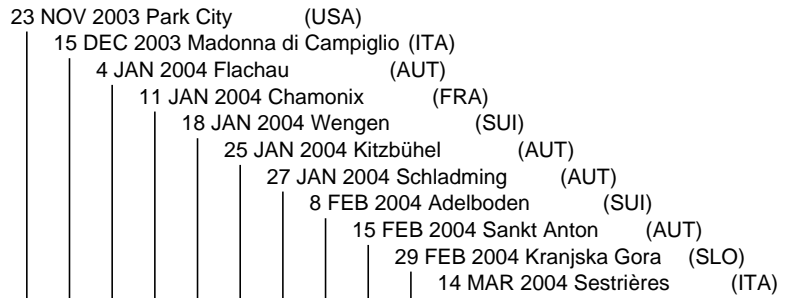 23 NOV 2003 Park City (USA)
15 DEC 2003 Madonna di Campiglio (ITA)
4 JAN 2004 Flachau (AUT)
11 JAN 2004 Chamonix (FRA)
18 JAN 2004 Wengen (SUI)
25 JAN 2004 Kitzbühel (AUT)
27 JAN 2004 Schladming (AUT)
8 FEB 2004 Adelboden (SUI)
15 FEB 2004 Sankt Anton (AUT)
29 FEB 2004 Kranjska Gora (SLO)
14 MAR 2004 Sestrières (ITA)